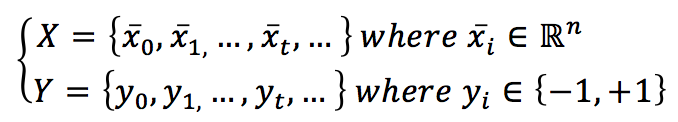 X = {x̄₀, x̄₁, …, x̄ₜ, … } where x̄ᵢ ∈ ℝⁿ
Y = {y₀, y₁, …, yₜ, … } where yᵢ ∈ {−1, +1}